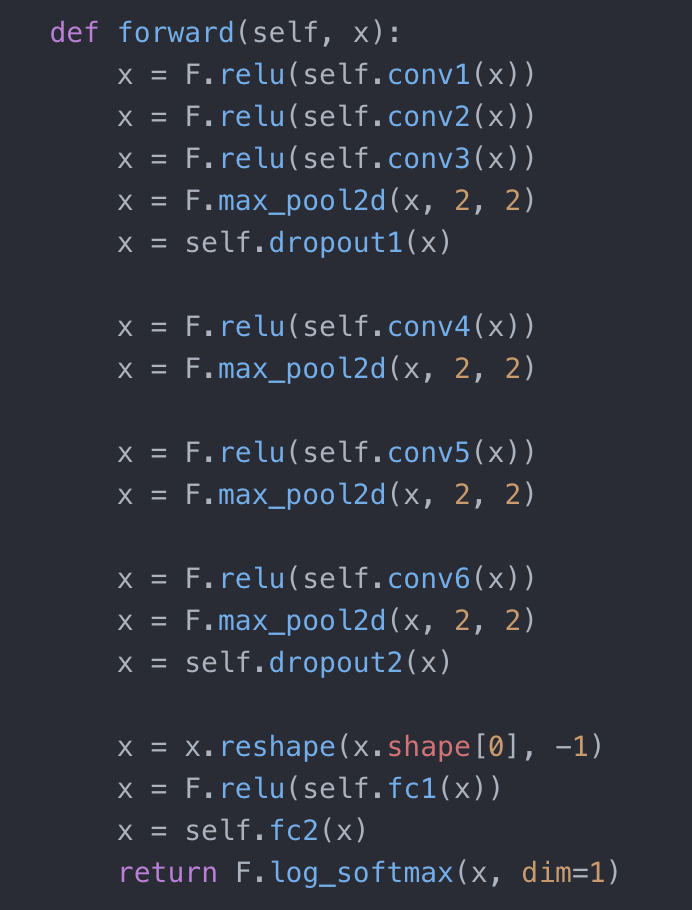 def forward(self, x):
    x = F.relu(self.conv1(x))
    x = F.relu(self.conv2(x))
    x = F.relu(self.conv3(x))
    x = F.max_pool2d(x, 2, 2)
    x = self.dropout1(x)

    x = F.relu(self.conv4(x))
    x = F.max_pool2d(x, 2, 2)

    x = F.relu(self.conv5(x))
    x = F.max_pool2d(x, 2, 2)

    x = F.relu(self.conv6(x))
    x = F.max_pool2d(x, 2, 2)
    x = self.dropout2(x)

    x = x.reshape(x.shape[0], -1)
    x = F.relu(self.fc1(x))
    x = self.fc2(x)
    return F.log_softmax(x, dim=1)